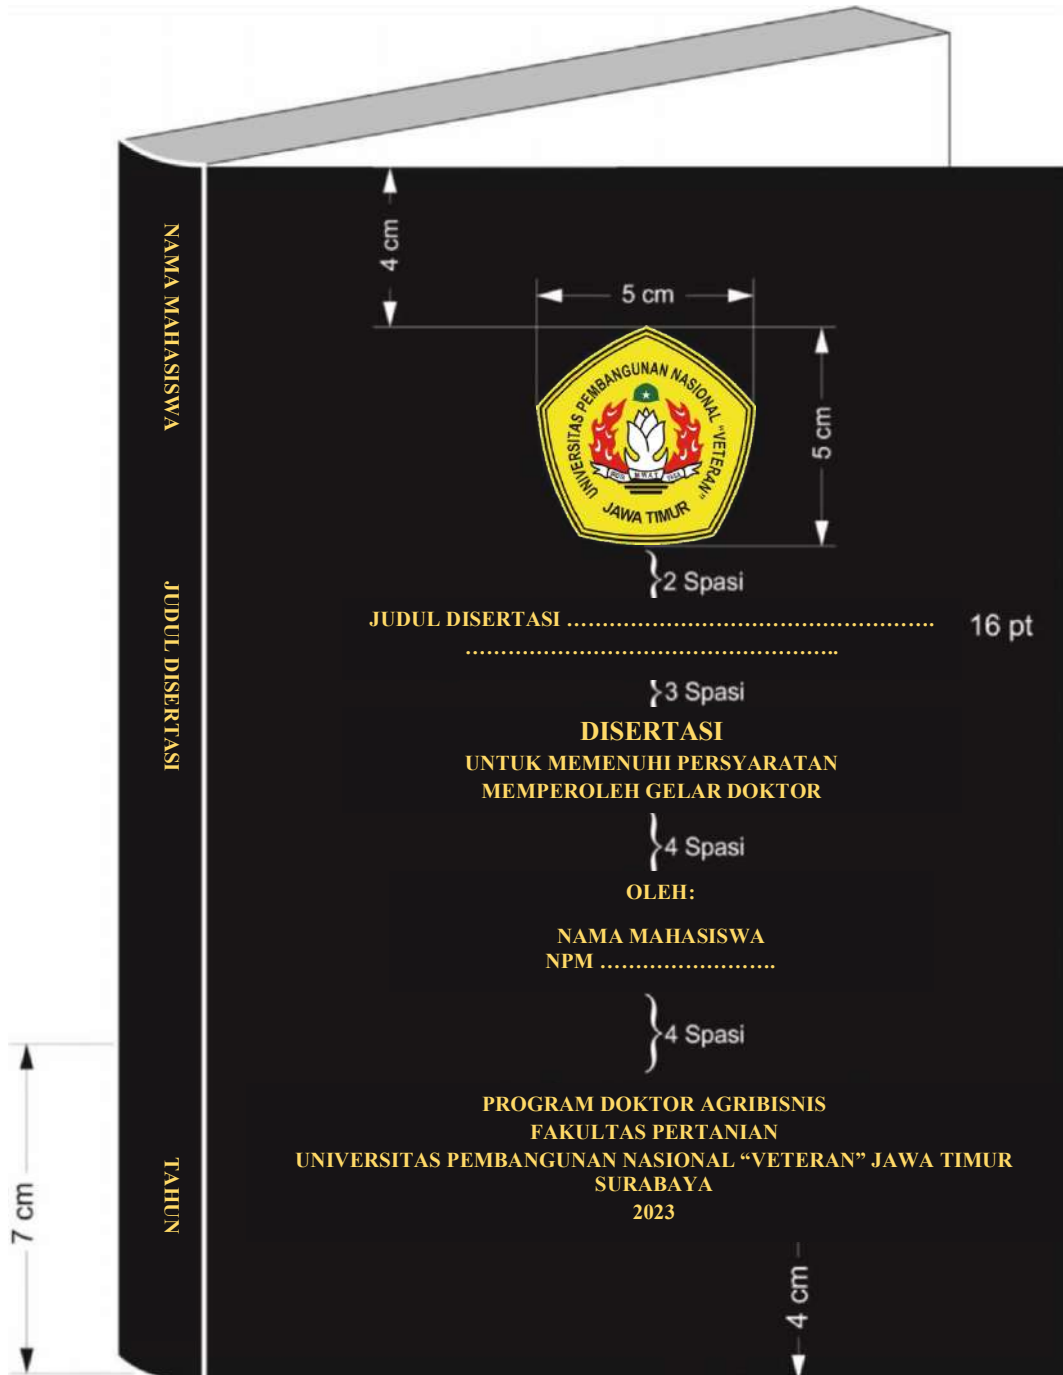 NAMA MAHASISWA
JUDUL DISERTASI
TAHUN
7 cm
4 cm
5 cm
5 cm
UNIVERSITAS PEMBANGUNAN NASIONAL "VETERAN"
JAWA TIMUR
2 Spasi
JUDUL DISERTASI …………………………………………….
……………………………………………..
16 pt
3 Spasi
DISERTASI
UNTUK MEMENUHI PERSYARATAN
MEMPEROLEH GELAR DOKTOR
4 Spasi
OLEH:
NAMA MAHASISWA
NPM …………………….
4 Spasi
PROGRAM DOKTOR AGRIBISNIS
FAKULTAS PERTANIAN
UNIVERSITAS PEMBANGUNAN NASIONAL “VETERAN” JAWA TIMUR
SURABAYA
2023
4 cm